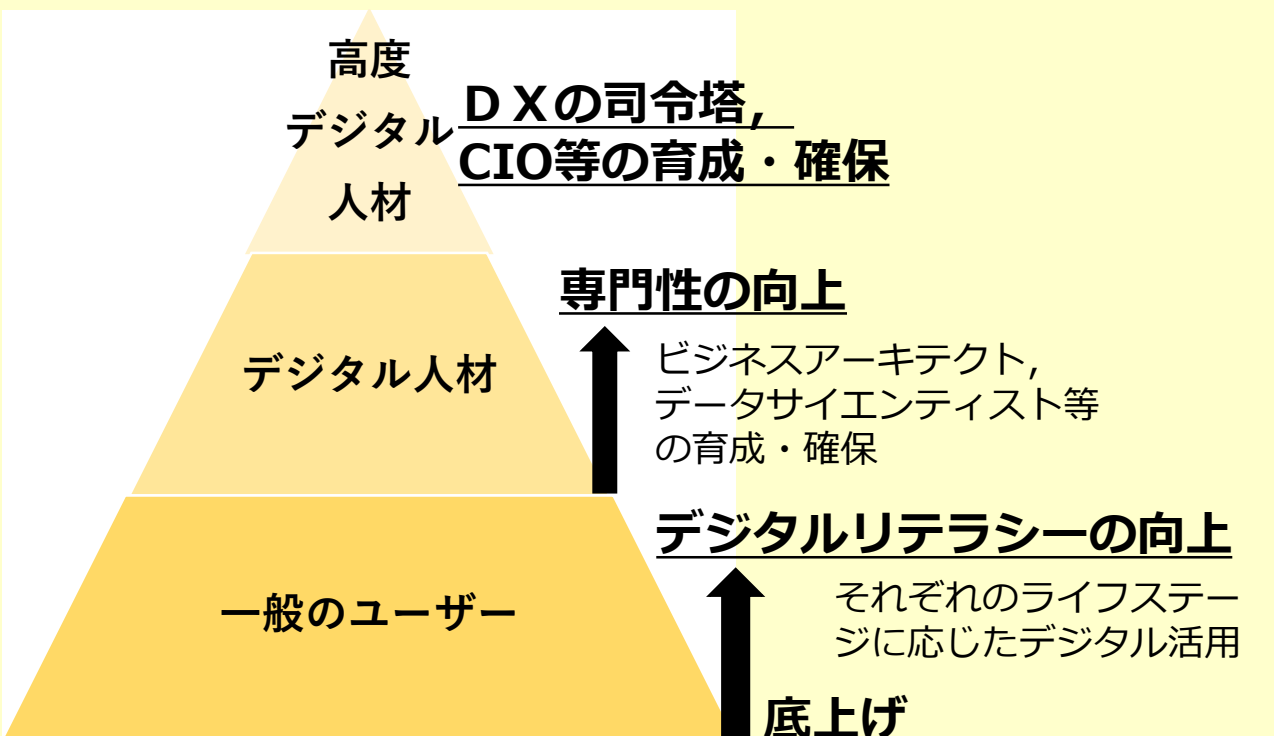 高度
デジタル
人材
ＤＸの司令塔，
CIO等の育成・確保
専門性の向上
デジタル人材
ビジネスアーキテクト，
データサイエンティスト等
の育成・確保
デジタルリテラシーの向上
一般のユーザー
それぞれのライフステー
ジに応じたデジタル活用
底上げ